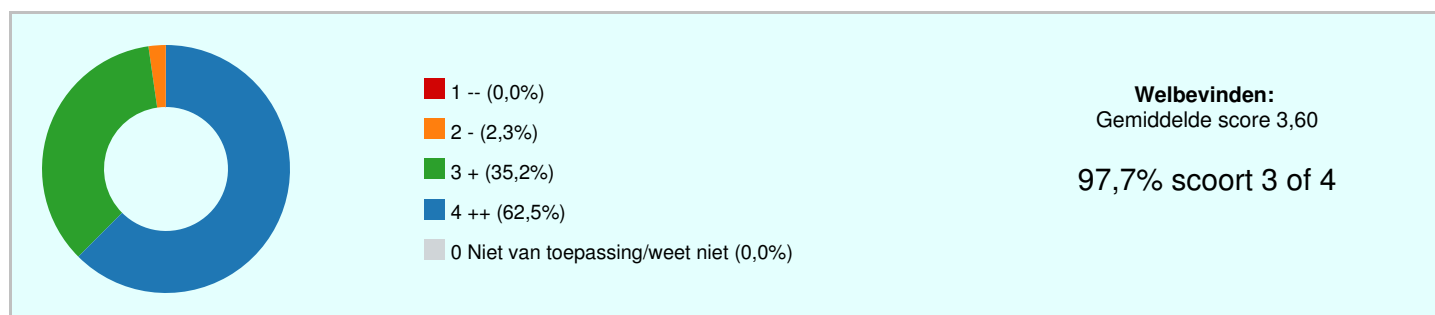 1 -- (0,0%)
2 - (2,3%)
3 + (35,2%)
4 ++ (62,5%)
0 Niet van toepassing/weet niet (0,0%)
Welbevinden:
Gemiddelde score 3,60
97,7% scoort 3 of 4